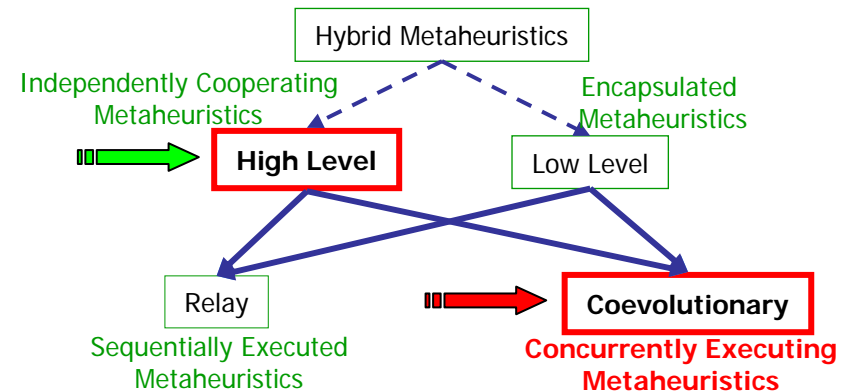 Hybrid Metaheuristics
Independently Cooperating
Metaheuristics
Encapsulated
Metaheuristics
High Level
Low Level
Relay
Coevolutionary
Sequentially Executed
Metaheuristics
Concurrently Executing
Metaheuristics